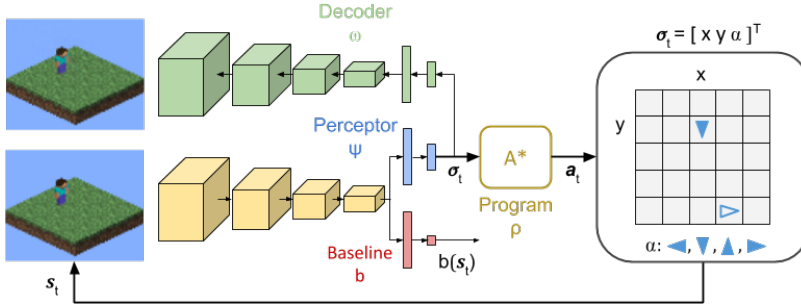 Decoder
ω
σt = [ x y α ]ᵀ
x
y
Perceptor
Ψ
σt
A*
at
Program
ρ
Baseline
b
b(st)
α: , , ,
st